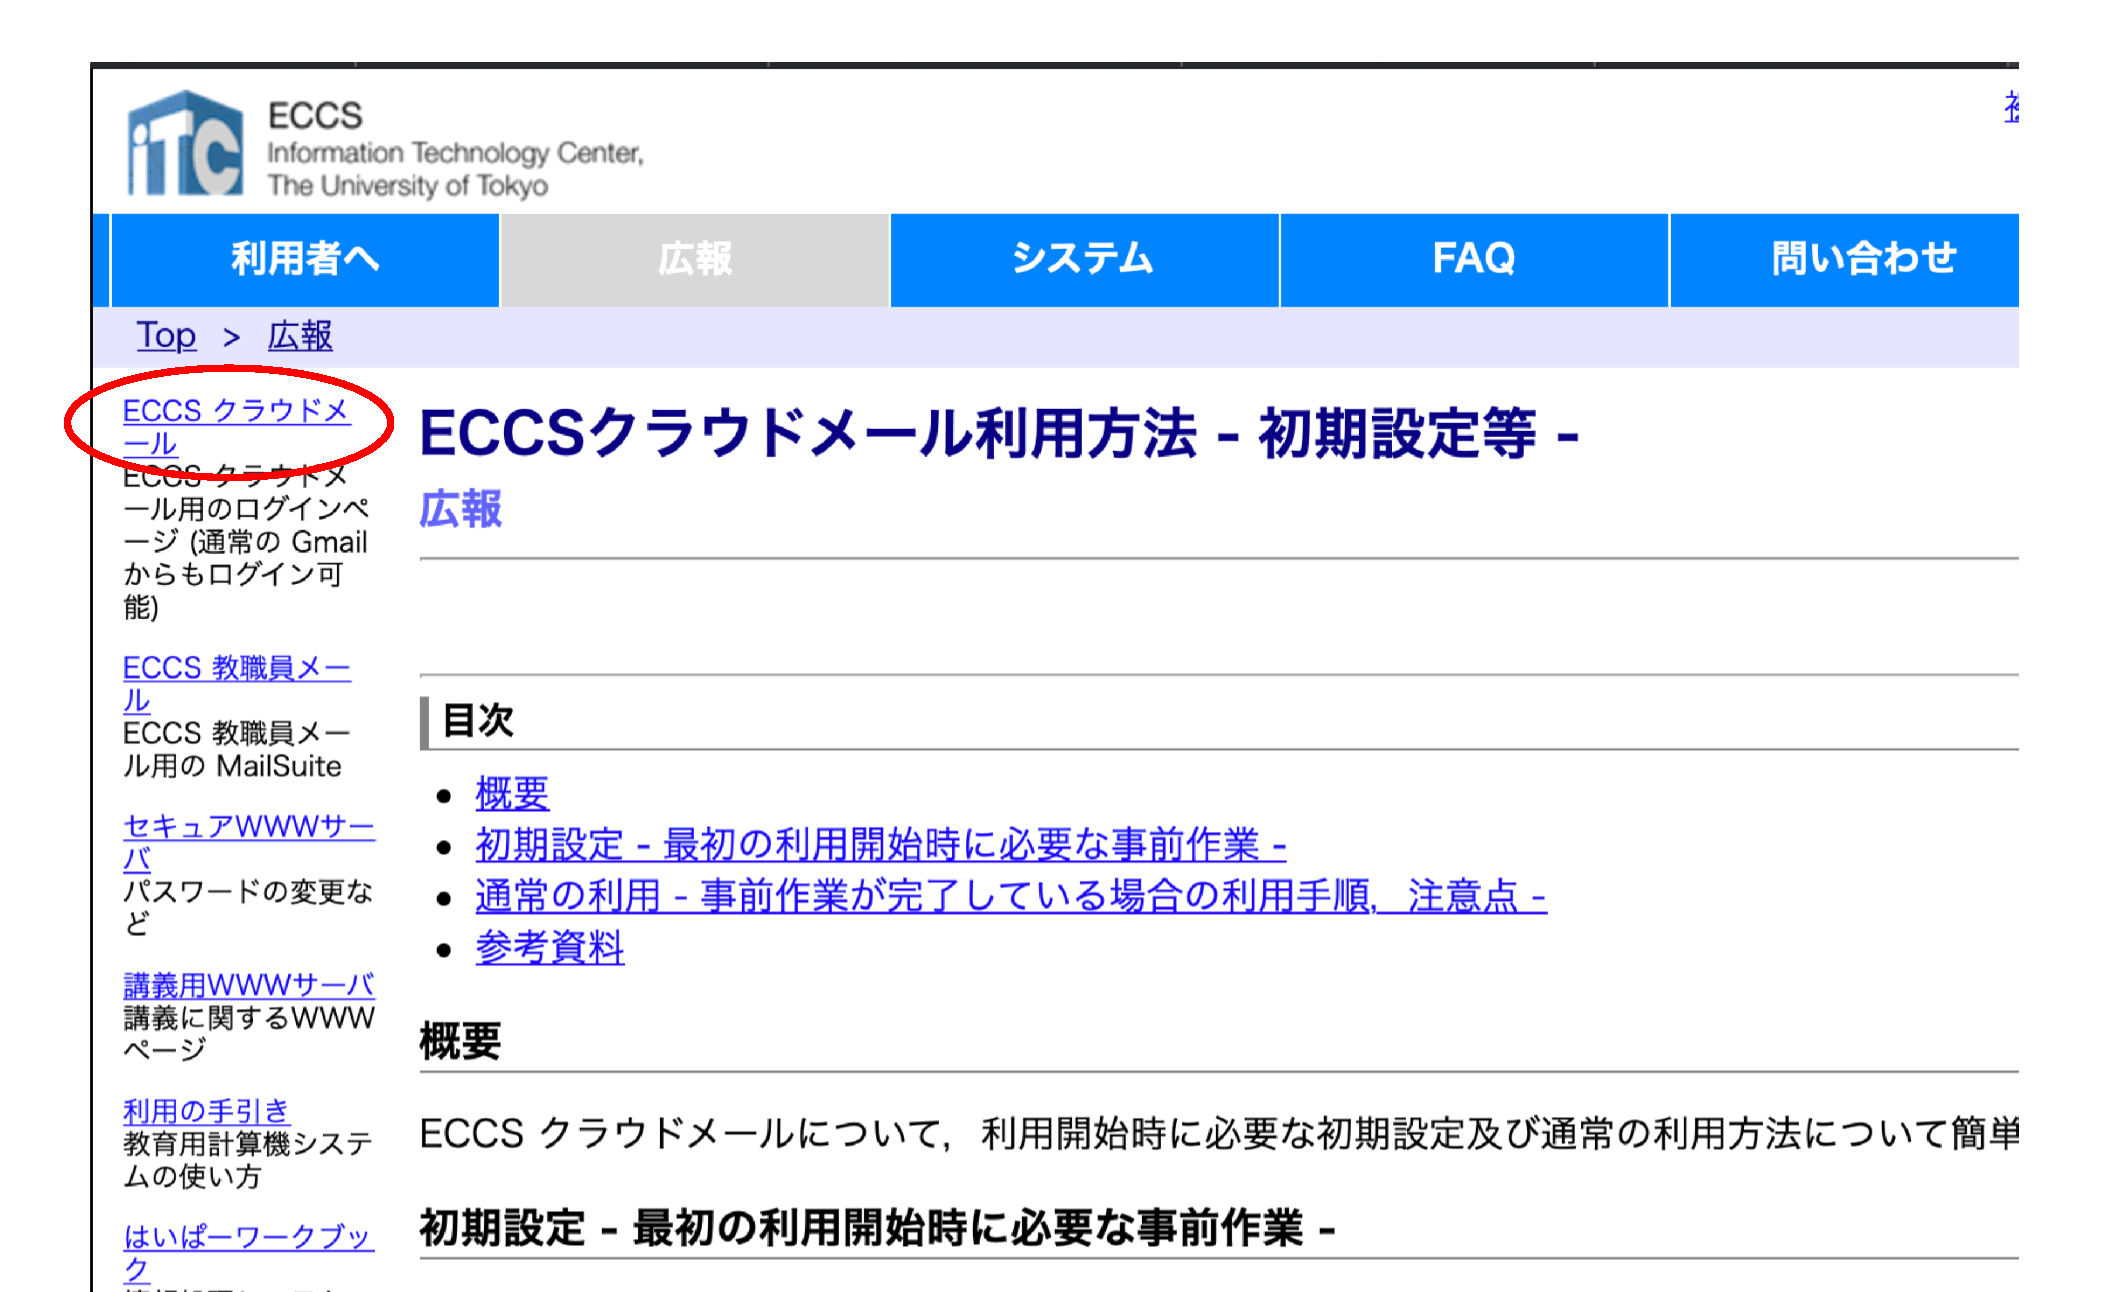 iTC
ECCS
Information Technology Center,
The University of Tokyo
利用者へ
広報
システム
FAQ
問い合わせ
Top > 広報
ECCS クラウドメ
ール
ECCS クラウドメ
ール用のログインペ
ージ (通常の Gmail
からもログイン可
能)
ECCS 教職員メー
ル
ECCS 教職員メー
ル用の MailSuite
セキュアWWWサー
バ
パスワードの変更な
ど
講義用WWWサーバ
講義に関するWWW
ページ
利用の手引き
教育用計算機システ
ムの使い方
はいぱーワークブッ
ク
ECCSクラウドメール利用方法 - 初期設定等 -
広報
目次
• 概要
• 初期設定 - 最初の利用開始時に必要な事前作業 -
• 通常の利用 - 事前作業が完了している場合の利用手順，注意点 -
• 参考資料
概要
ECCS クラウドメールについて，利用開始時に必要な初期設定及び通常の利用方法について簡単
初期設定 - 最初の利用開始時に必要な事前作業 -